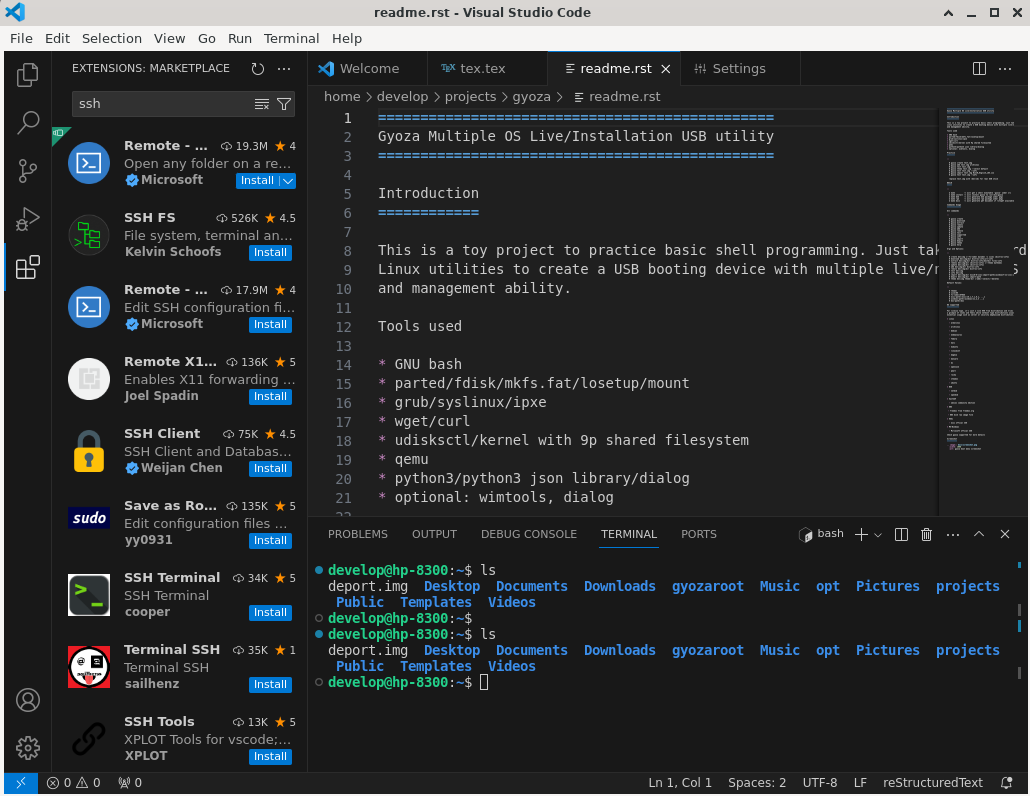 readme.rst - Visual Studio Code
File Edit Selection View Go Run Terminal Help
EXTENSIONS: MARKETPLACE
ssh
Remote - ... 19.3M 4
Open any folder on a re...
Microsoft Install
SSH FS 526K 4.5
File system, terminal an...
Kelvin Schoofs Install
Remote - ... 17.9M 4
Edit SSH configuration fi...
Microsoft Install
Remote X1... 136K 5
Enables X11 forwarding ...
Joel Spadin Install
SSH Client 75K 4.5
SSH Client and Databas...
Weijan Chen Install
sudo
Save as Ro... 135K 5
Edit configuration files ...
yy0931 Install
SSH Terminal 34K 5
SSH Terminal
cooper Install
Terminal SSH 35K 1
Terminal SSH
sailhenz Install
SSH Tools 13K 5
XPLOT Tools for vscode;...
XPLOT Install
Welcome TEX tex.tex readme.rst Settings
home > develop > projects > gyoza > readme.rst
1 ===============================================
2 Gyoza Multiple OS Live/Installation USB utility
3 ===============================================
4
5 Introduction
6 ============
7
8 This is a toy project to practice basic shell programming. Just tak
9 Linux utilities to create a USB booting device with multiple live/
10 and management ability.
11
12 Tools used
13
14 * GNU bash
15 * parted/fdisk/mkfs.fat/losetup/mount
16 * grub/syslinux/ipxe
17 * wget/curl
18 * udisksctl/kernel with 9p shared filesystem
19 * qemu
20 * python3/python3 json library/dialog
21 * optional: wimtools, dialog
PROBLEMS OUTPUT DEBUG CONSOLE TERMINAL PORTS bash
develop@hp-8300:~$ ls
deport.img Desktop Documents Downloads gyozaroot Music opt Pictures projects
Public Templates Videos
develop@hp-8300:~$
develop@hp-8300:~$ ls
deport.img Desktop Documents Downloads gyozaroot Music opt Pictures projects
Public Templates Videos
develop@hp-8300:~$
0 0 0 Ln 1, Col 1 Spaces: 2 UTF-8 LF reStructuredText